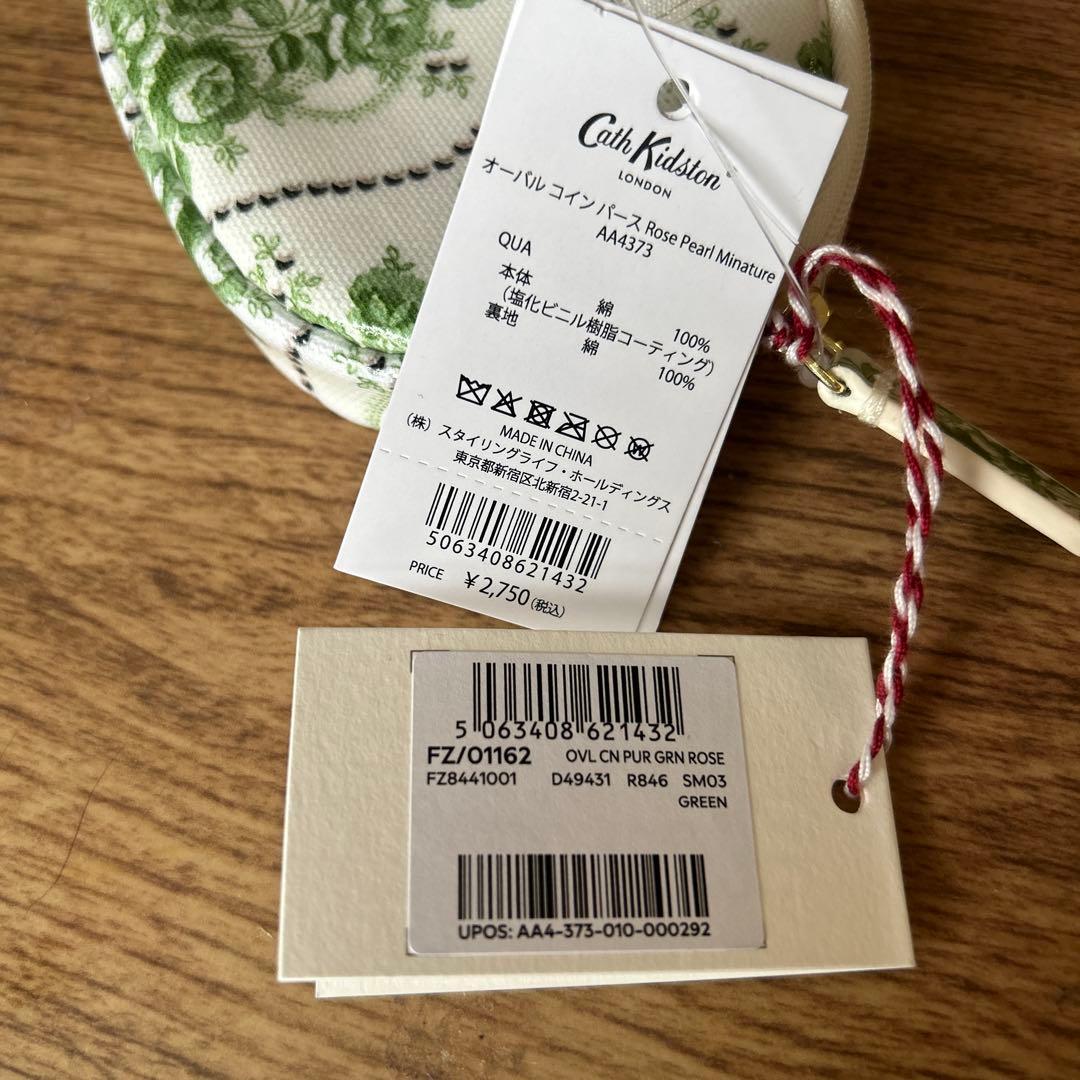 Cath Kidston
LONDON
オーバル コイン パース Rose Pearl Minature
AA4373
QUA
本体 綿 100%
(塩化ビニル樹脂コーティング)
裏地 綿 100%
MADE IN CHINA
(株) スタイリングライフ・ホールディングス
東京都新宿区北新宿2-21-1
5063408621432
PRICE ¥2,750(税込)
5 063408 621432
FZ/01162 OVL CN PUR GRN ROSE
FZ8441001 D49431 R846 SM03
GREEN
UPOS: AA4-373-010-000292